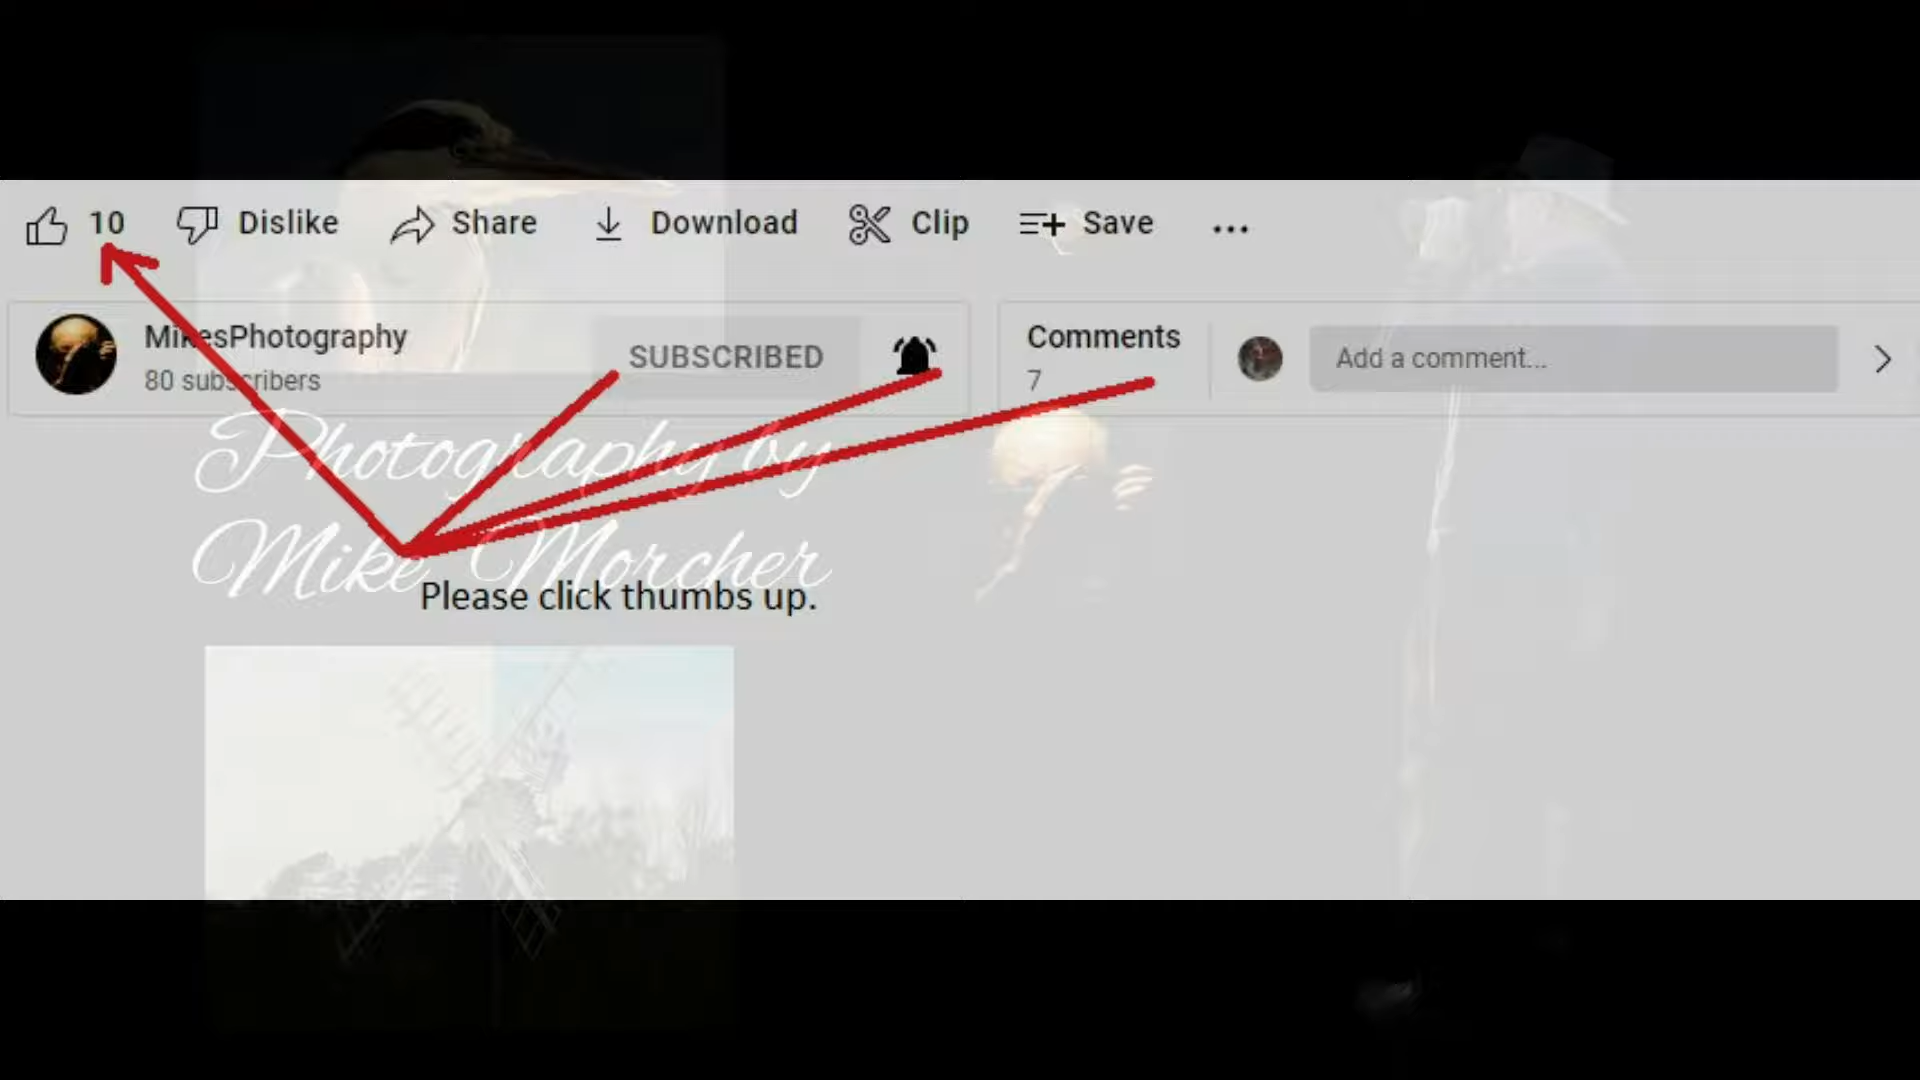 10 Dislike Share Download Clip Save ...
MikesPhotography
80 subscribers
SUBSCRIBED
Comments
7
Add a comment...
Photography by
Mike Morcher
Please click thumbs up.